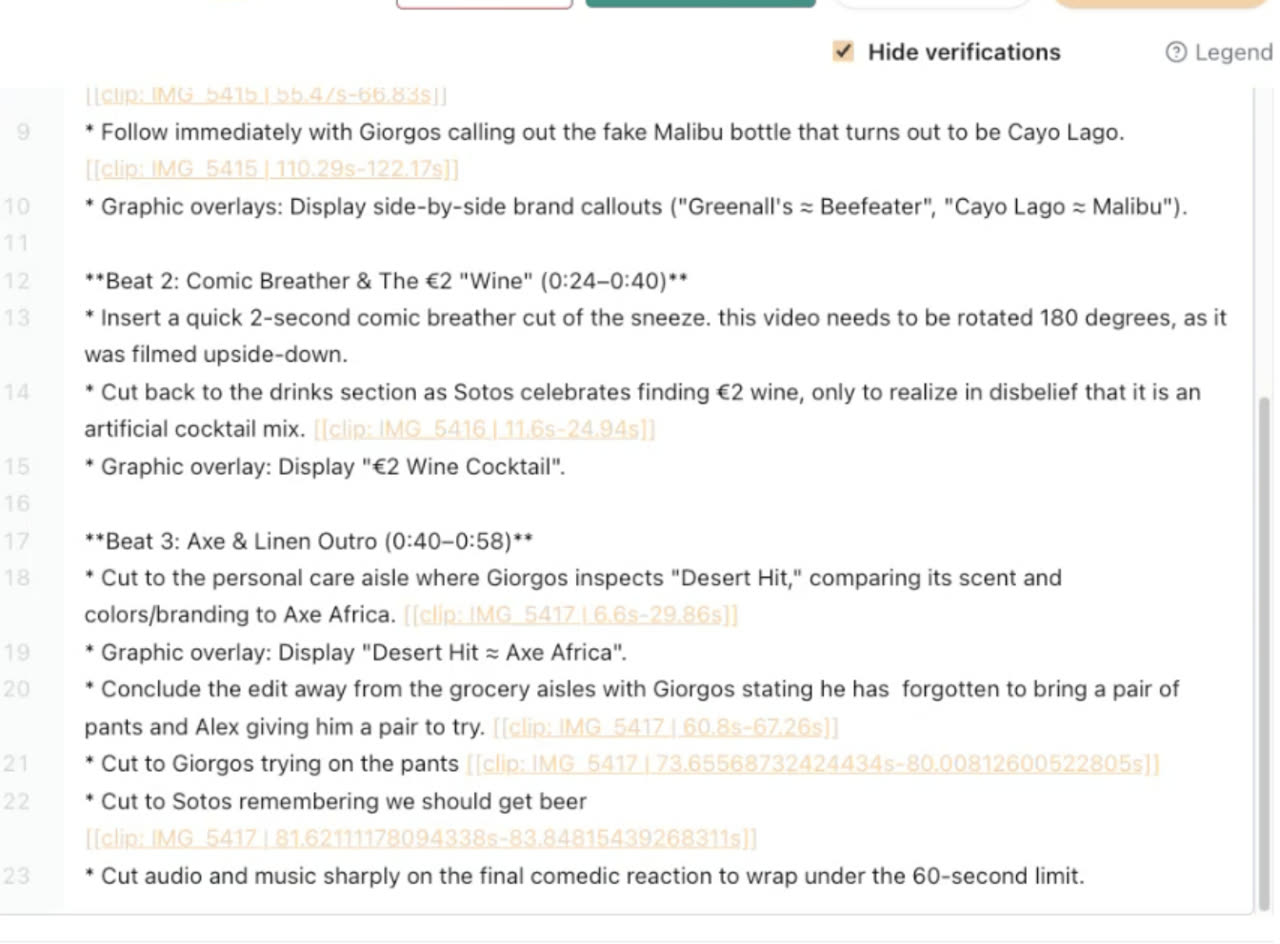 Hide verifications
Legend
[[clip: IMG_5415 | 55.47s-66.83s]]
9
* Follow immediately with Giorgos calling out the fake Malibu bottle that turns out to be Cayo Lago.
[[clip: IMG_5415 | 110.29s-122.17s]]
10
* Graphic overlays: Display side-by-side brand callouts ("Greenall's ≈ Beefeater", "Cayo Lago ≈ Malibu").
11
12
**Beat 2: Comic Breather & The €2 "Wine" (0:24–0:40)**
13
* Insert a quick 2-second comic breather cut of the sneeze. this video needs to be rotated 180 degrees, as it
was filmed upside-down.
14
* Cut back to the drinks section as Sotos celebrates finding €2 wine, only to realize in disbelief that it is an
artificial cocktail mix. [[clip: IMG_5416 | 11.6s-24.94s]]
15
* Graphic overlay: Display "€2 Wine Cocktail".
16
17
**Beat 3: Axe & Linen Outro (0:40–0:58)**
18
* Cut to the personal care aisle where Giorgos inspects "Desert Hit," comparing its scent and
colors/branding to Axe Africa. [[clip: IMG_5417 | 6.6s-29.86s]]
19
* Graphic overlay: Display "Desert Hit ≈ Axe Africa".
20
* Conclude the edit away from the grocery aisles with Giorgos stating he has  forgotten to bring a pair of
pants and Alex giving him a pair to try. [[clip: IMG_5417 | 60.8s-67.26s]]
21
* Cut to Giorgos trying on the pants [[clip: IMG_5417 | 73.65568732424434s-80.00812600522805s]]
22
* Cut to Sotos remembering we should get beer
[[clip: IMG_5417 | 81.62111178094338s-83.84815439268311s]]
23
* Cut audio and music sharply on the final comedic reaction to wrap under the 60-second limit.